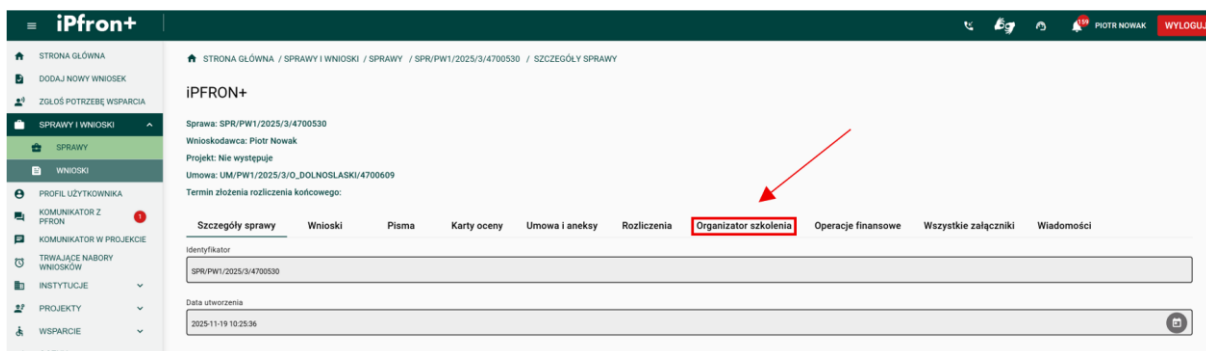 iPfron+
159
PIOTR NOWAK
WYLOGUJ
STRONA GŁÓWNA
DODAJ NOWY WNIOSEK
ZGŁOŚ POTRZEBĘ WSPARCIA
SPRAWY I WNIOSKI
SPRAWY
WNIOSKI
PROFIL UŻYTKOWNIKA
KOMUNIKATOR Z
PFRON
1
KOMUNIKATOR W PROJEKCIE
TRWAJĄCE NABORY
WNIOSKÓW
INSTYTUCJE
PROJEKTY
WSPARCIE
STRONA GŁÓWNA / SPRAWY I WNIOSKI / SPRAWY / SPR/PW1/2025/3/4700530 / SZCZEGÓŁY SPRAWY
iPFRON+
Sprawa: SPR/PW1/2025/3/4700530
Wnioskodawca: Piotr Nowak
Projekt: Nie występuje
Umowa: UM/PW1/2025/3/O_DOLNOSLASKI/4700609
Termin złożenia rozliczenia końcowego:
Szczegóły sprawy Wnioski Pisma Karty oceny Umowa i aneksy Rozliczenia Organizator szkolenia Operacje finansowe Wszystkie załączniki Wiadomości
Identyfikator
SPR/PW1/2025/3/4700530
Data utworzenia
2025-11-19 10:25:36